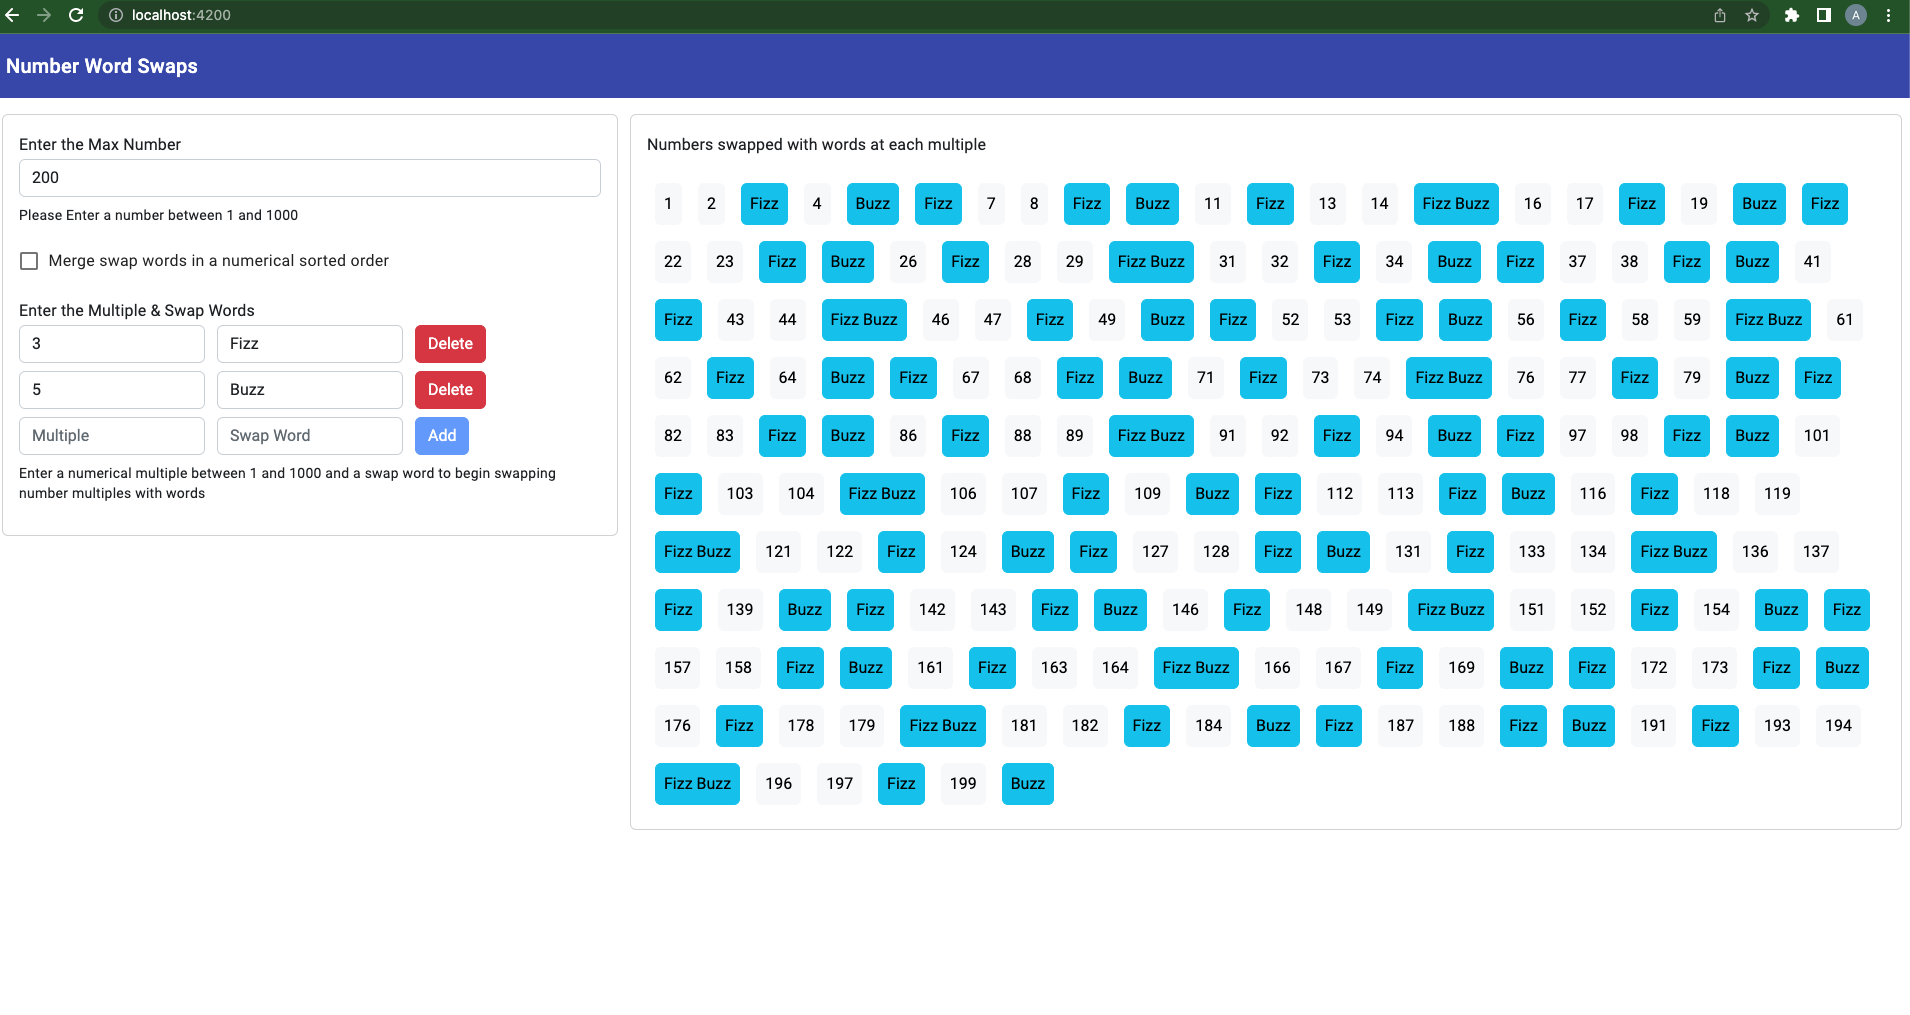 localhost:4200
A
Number Word Swaps
Enter the Max Number
200
Please Enter a number between 1 and 1000
Merge swap words in a numerical sorted order
Enter the Multiple & Swap Words
3 Fizz Delete
5 Buzz Delete
Multiple Swap Word Add
Enter a numerical multiple between 1 and 1000 and a swap word to begin swapping
number multiples with words
Numbers swapped with words at each multiple
1 2 Fizz 4 Buzz Fizz 7 8 Fizz Buzz 11 Fizz 13 14 Fizz Buzz 16 17 Fizz 19 Buzz Fizz
22 23 Fizz Buzz 26 Fizz 28 29 Fizz Buzz 31 32 Fizz 34 Buzz Fizz 37 38 Fizz Buzz 41
Fizz 43 44 Fizz Buzz 46 47 Fizz 49 Buzz Fizz 52 53 Fizz Buzz 56 Fizz 58 59 Fizz Buzz 61
62 Fizz 64 Buzz Fizz 67 68 Fizz Buzz 71 Fizz 73 74 Fizz Buzz 76 77 Fizz 79 Buzz Fizz
82 83 Fizz Buzz 86 Fizz 88 89 Fizz Buzz 91 92 Fizz 94 Buzz Fizz 97 98 Fizz Buzz 101
Fizz 103 104 Fizz Buzz 106 107 Fizz 109 Buzz Fizz 112 113 Fizz Buzz 116 Fizz 118 119
Fizz Buzz 121 122 Fizz 124 Buzz Fizz 127 128 Fizz Buzz 131 Fizz 133 134 Fizz Buzz 136 137
Fizz 139 Buzz Fizz 142 143 Fizz Buzz 146 Fizz 148 149 Fizz Buzz 151 152 Fizz 154 Buzz Fizz
157 158 Fizz Buzz 161 Fizz 163 164 Fizz Buzz 166 167 Fizz 169 Buzz Fizz 172 173 Fizz Buzz
176 Fizz 178 179 Fizz Buzz 181 182 Fizz 184 Buzz Fizz 187 188 Fizz Buzz 191 Fizz 193 194
Fizz Buzz 196 197 Fizz 199 Buzz